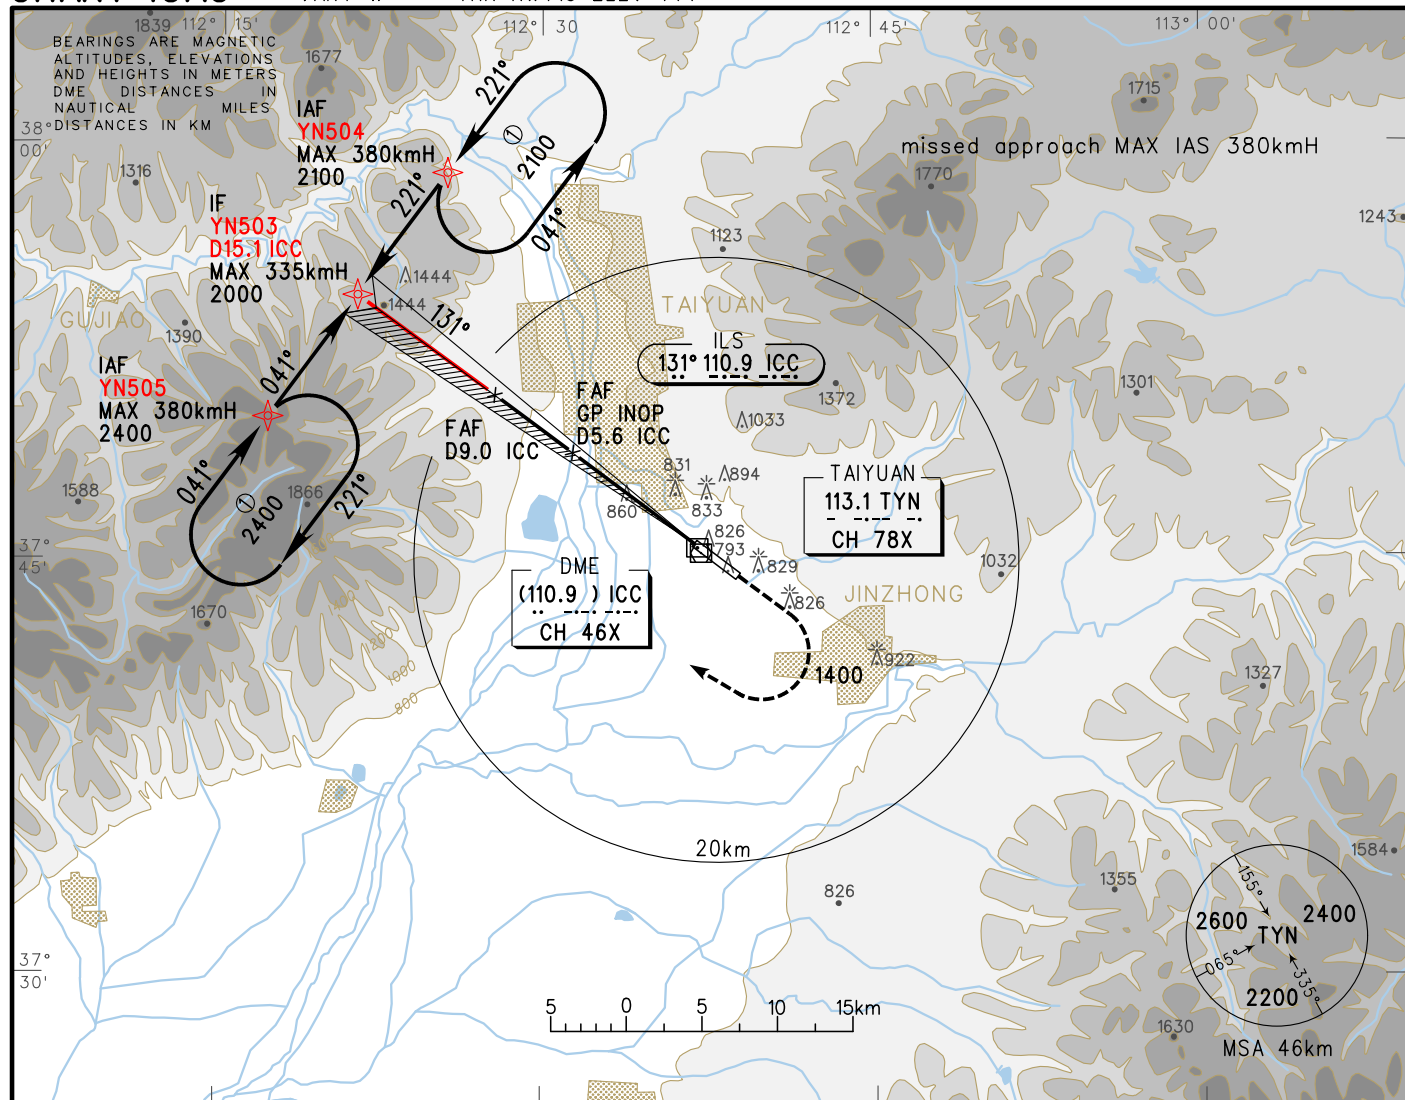 112° 15'
112° 30'
112° 45'
113° 00'
BEARINGS ARE MAGNETIC
ALTITUDES, ELEVATIONS
AND HEIGHTS IN METERS
DME DISTANCES IN
NAUTICAL MILES
DISTANCES IN KM
1839
1677
1715
38°
00'
IAF
YN504
MAX 380kmH
2100
221°
①
2100
041°
221°
missed approach MAX IAS 380kmH
1316
1770
1243
IF
YN503
D15.1 ICC
MAX 335kmH
2000
1444
1444
1123
131°
GUJIAO
1390
TAIYUAN
ILS
131° 110.9 ICC
IAF
YN505
MAX 380kmH
2400
041°
041°
①
2400
221°
FAF
D9.0 ICC
FAF
GP INOP
D5.6 ICC
1372
1033
1301
1588
1866
831
894
833
860
TAIYUAN
113.1 TYN
CH 78X
826
793
829
826
1032
37°
45'
DME
(110.9 ) ICC
CH 46X
JINZHONG
1670
1400
1200
1000
800
922
1400
1327
20km
826
1355
1584
155°
2600
2400
TYN
065°
335°
2200
MSA 46km
1630
37°
30'
5 0 5 10 15km